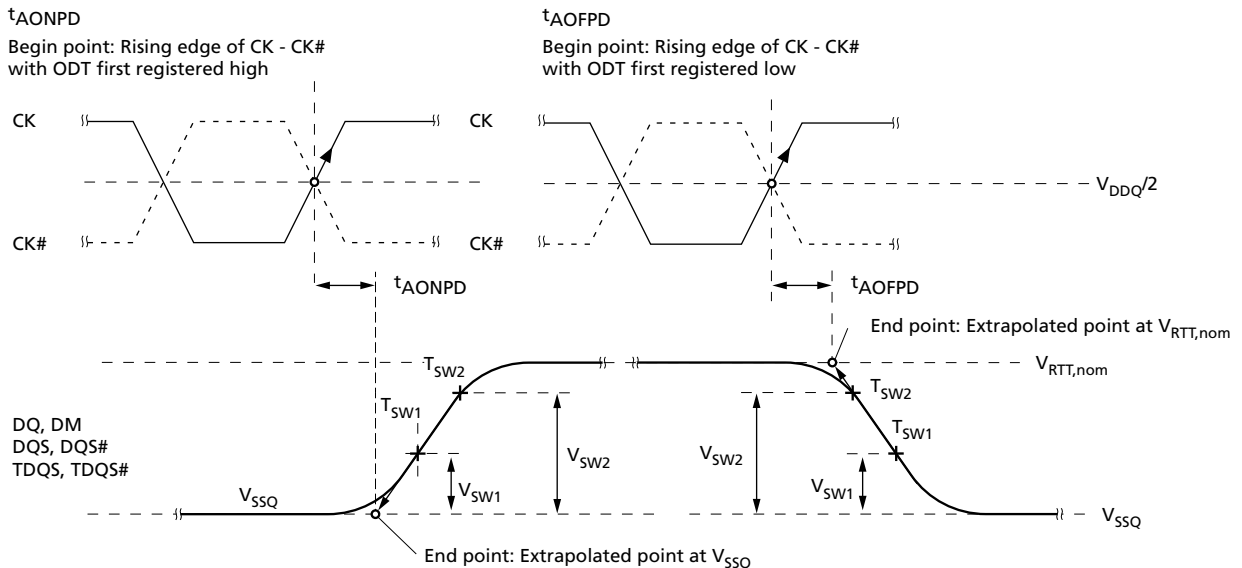 tAONPD
Begin point: Rising edge of CK - CK#
with ODT first registered high
tAOFPD
Begin point: Rising edge of CK - CK#
with ODT first registered low
CK
CK
VDDQ/2
CK#
CK#
tAONPD
tAOFPD
End point: Extrapolated point at VRTT,nom
VRTT,nom
TSW2
TSW2
TSW1
TSW1
DQ, DM
DQS, DQS#
TDQS, TDQS#
VSW2
VSW2
VSW1
VSW1
VSSQ
VSSQ
End point: Extrapolated point at VSSQ